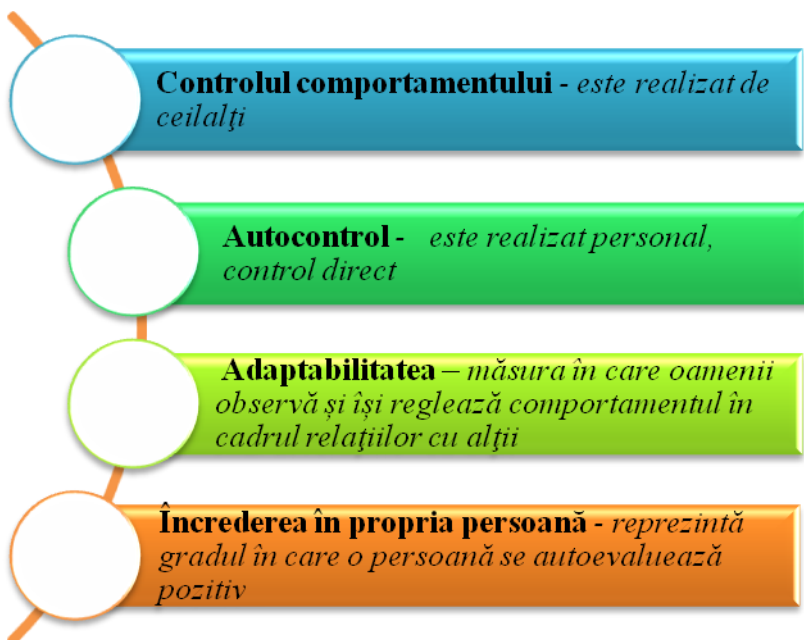 Controlul comportamentului - este realizat de
ceilalţi
Autocontrol - este realizat personal,
control direct
Adaptabilitatea – măsura în care oamenii
observă și își reglează comportamentul în
cadrul relaţiilor cu alţii
Încrederea în propria persoană - reprezintă
gradul în care o persoană se autoevaluează
pozitiv